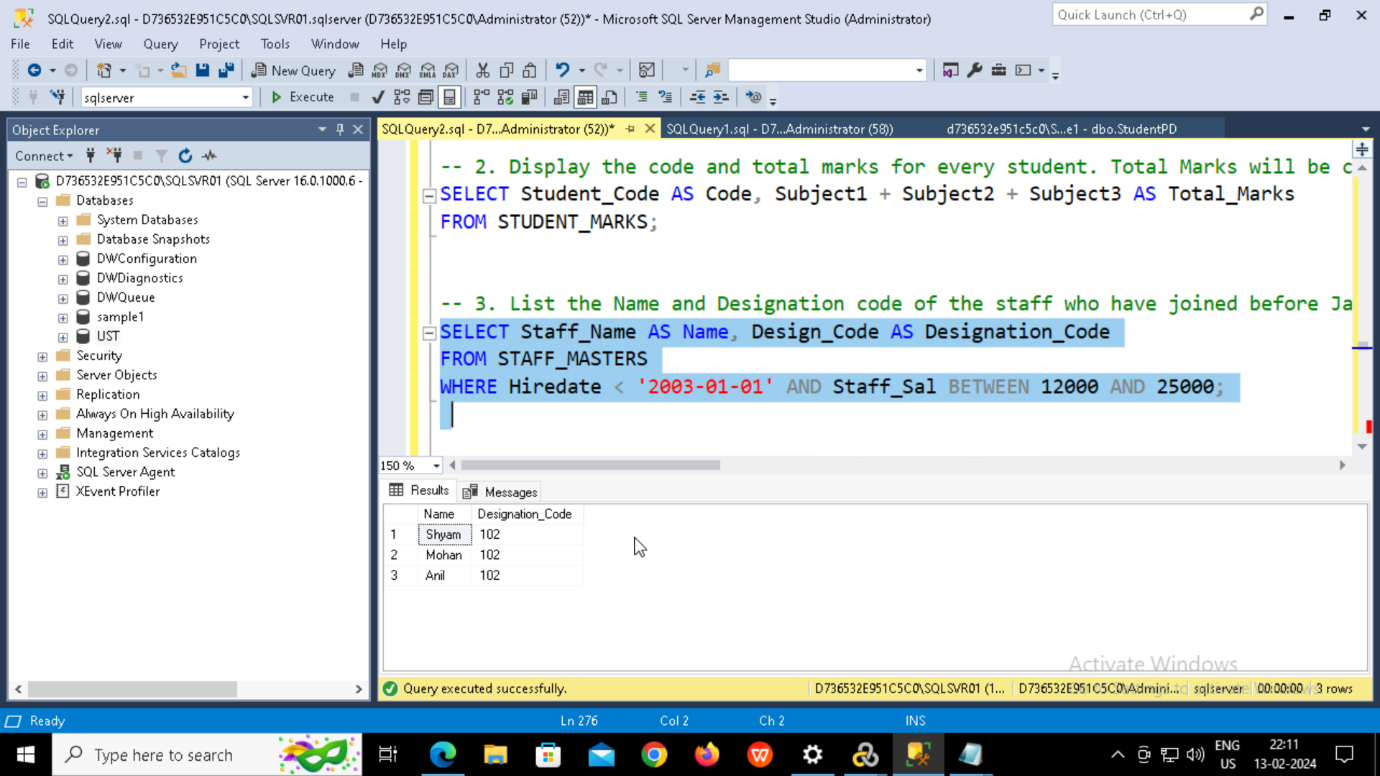 SQLQuery2.sql - D736532E951C5C0\SQLSVR01.sqlserver (D736532E951C5C0\Administrator (52))* - Microsoft SQL Server Management Studio (Administrator)
Quick Launch (Ctrl+Q)
File Edit View Query Project Tools Window Help
New Query
MDX DMX XMLA DAX
sqlserver
Execute
Object Explorer
SQLQuery2.sql - D7...Administrator (52))*
SQLQuery1.sql - D7...Administrator (58))
d736532e951c5c0\S...e1 - dbo.StudentPD
Connect
D736532E951C5C0\SQLSVR01 (SQL Server 16.0.1000.6 -
Databases
System Databases
Database Snapshots
DWConfiguration
DWDiagnostics
DWQueue
sample1
UST
Security
Server Objects
Replication
Always On High Availability
Management
Integration Services Catalogs
SQL Server Agent
XEvent Profiler
-- 2. Display the code and total marks for every student. Total Marks will be c
SELECT Student_Code AS Code, Subject1 + Subject2 + Subject3 AS Total_Marks
FROM STUDENT_MARKS;
-- 3. List the Name and Designation code of the staff who have joined before Ja
SELECT Staff_Name AS Name, Design_Code AS Designation_Code
FROM STAFF_MASTERS
WHERE Hiredate < '2003-01-01' AND Staff_Sal BETWEEN 12000 AND 25000;
150 %
Results Messages
Name Designation_Code
1 Shyam 102
2 Mohan 102
3 Anil 102
Activate Windows
Query executed successfully.
D736532E951C5C0\SQLSVR01 (1...
D736532E951C5C0\Admini...
sqlserver
00:00:00
3 rows
Ready
Ln 276
Col 2
Ch 2
INS
Type here to search
ENG
US
22:11
13-02-2024